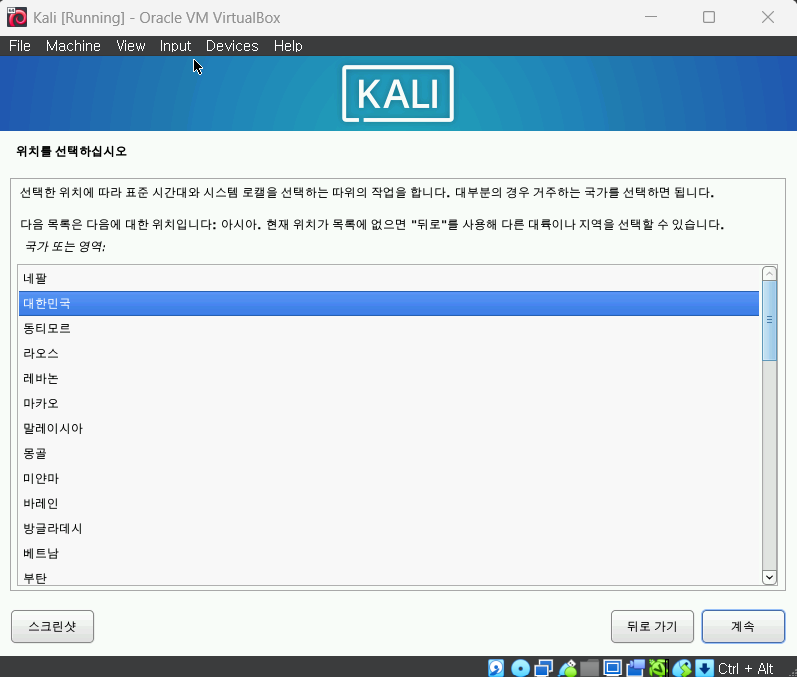 Kali [Running] - Oracle VM VirtualBox
File Machine View Input Devices Help
KALI
위치를 선택하십시오
선택한 위치에 따라 표준 시간대와 시스템 로캘을 선택하는 따위의 작업을 합니다. 대부분의 경우 거주하는 국가를 선택하면 됩니다.
다음 목록은 다음에 대한 위치입니다: 아시아. 현재 위치가 목록에 없으면 "뒤로"를 사용해 다른 대륙이나 지역을 선택할 수 있습니다.
국가 또는 영역:
네팔
대한민국
동티모르
라오스
레바논
마카오
말레이시아
몽골
미얀마
바레인
방글라데시
베트남
부탄
스크린샷 뒤로 가기 계속
Ctrl + Alt